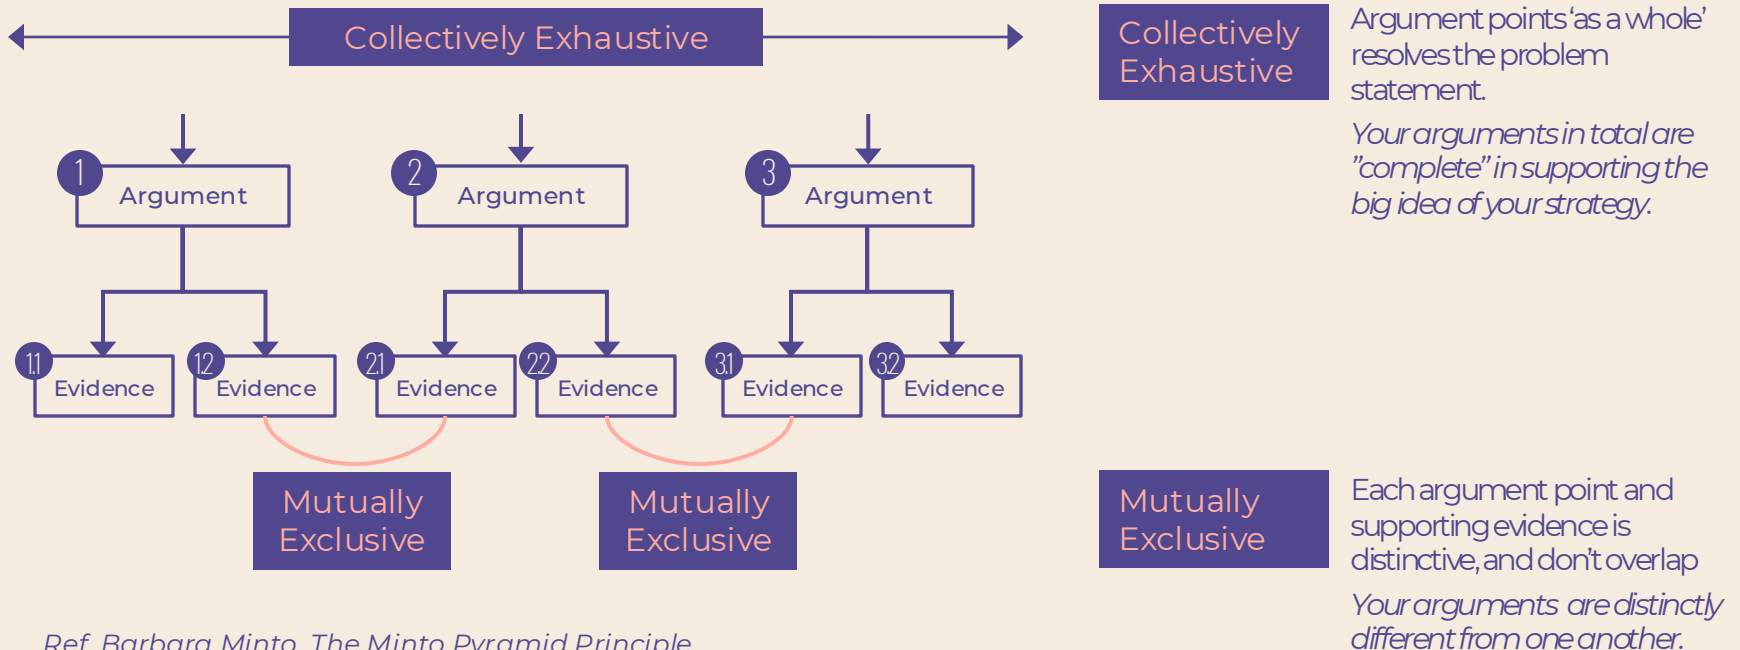 Collectively Exhaustive
1
Argument
2
Argument
3
Argument
1.1
Evidence
1.2
Evidence
2.1
Evidence
2.2
Evidence
3.1
Evidence
3.2
Evidence
Mutually
Exclusive
Mutually
Exclusive
Ref. Barbara Minto, The Minto Pyramid Principle
Collectively
Exhaustive
Argument points ‘as a whole’
resolves the problem
statement.
Your arguments in total are
”complete” in supporting the
big idea of your strategy.
Mutually
Exclusive
Each argument point and
supporting evidence is
distinctive, and don’t overlap
Your arguments are distinctly
different from one another.